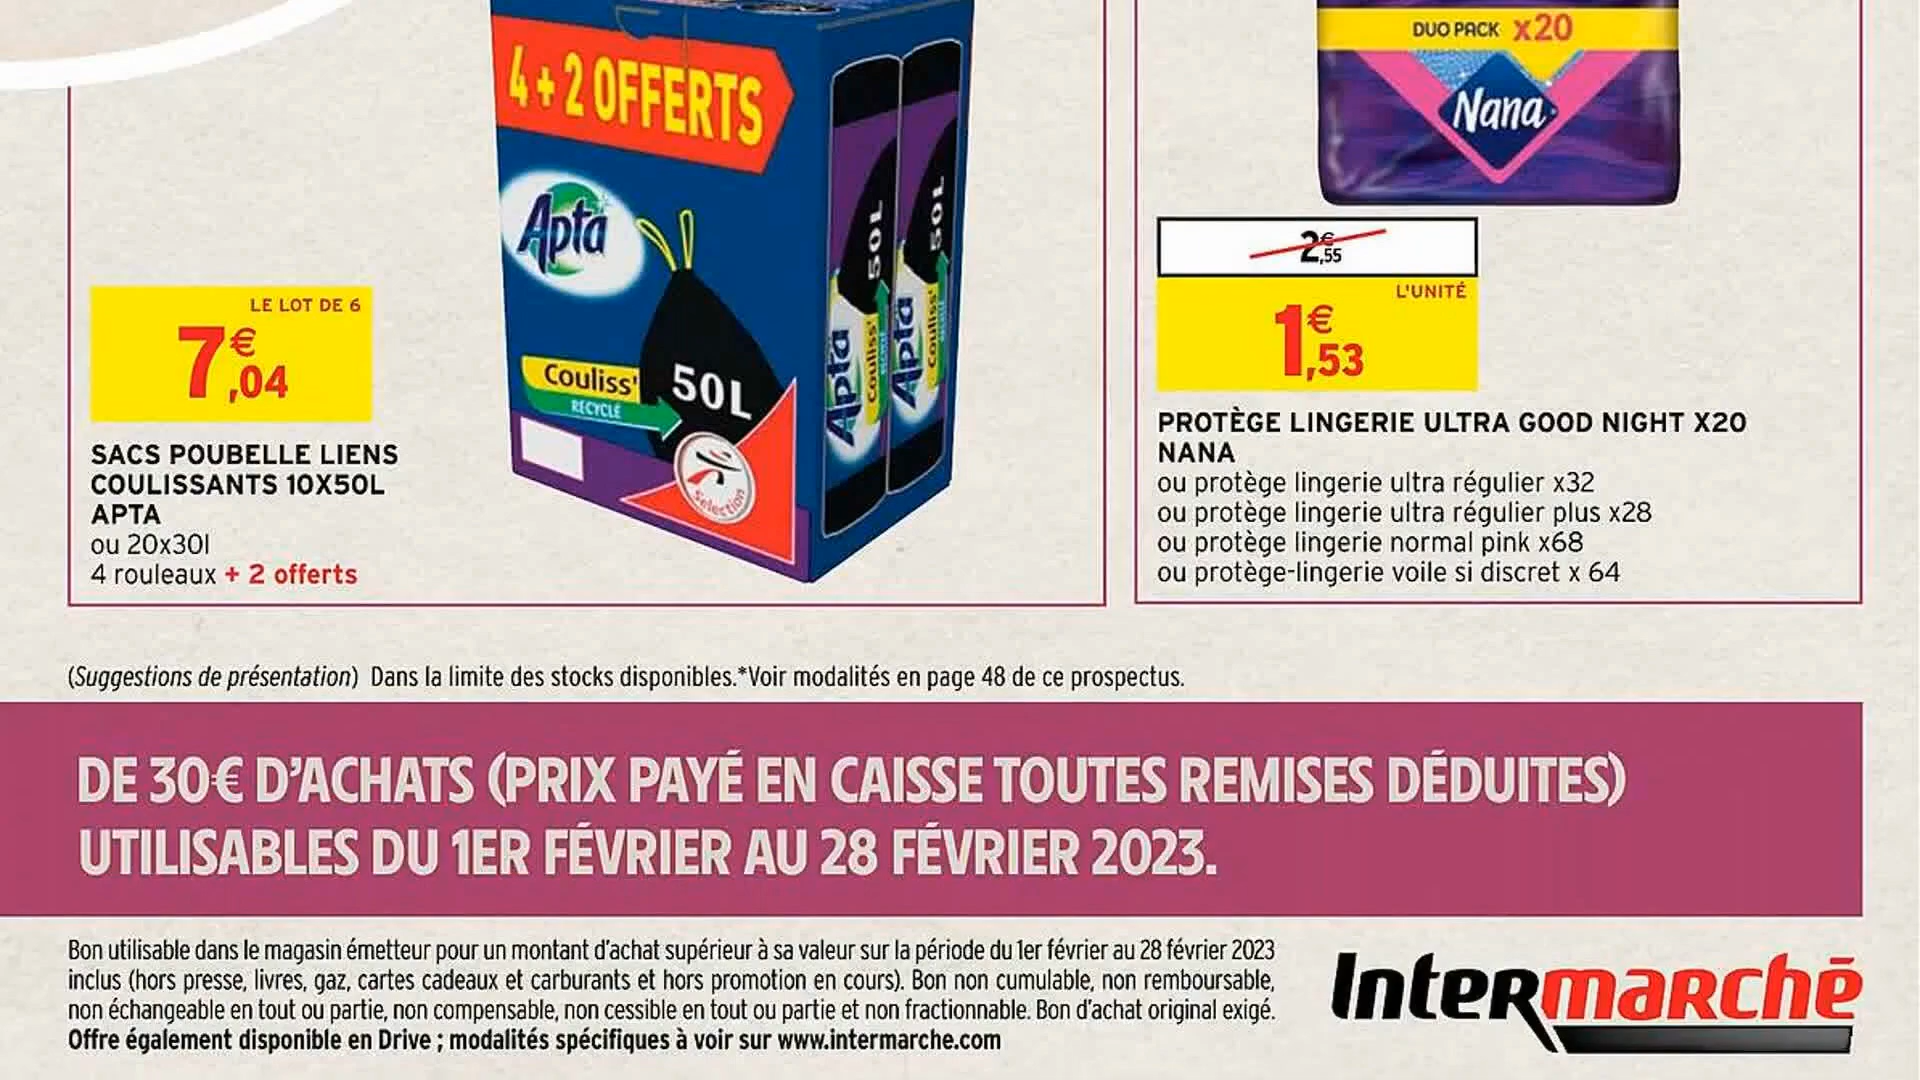 4 + 2 OFFERTS
Apta
50L
50L
Couliss'
RECYCLÉ
50L
Apta
Couliss'
Apta
Couliss'
Selection
LE LOT DE 6
7€,04
SACS POUBELLE LIENS
COULISSANTS 10X50L
APTA
ou 20x30l
4 rouleaux + 2 offerts
DUO PACK x20
Nana
2€,55
L'UNITÉ
1€,53
PROTÈGE LINGERIE ULTRA GOOD NIGHT X20
NANA
ou protège lingerie ultra régulier x32
ou protège lingerie ultra régulier plus x28
ou protège lingerie normal pink x68
ou protège-lingerie voile si discret x 64
(Suggestions de présentation) Dans la limite des stocks disponibles.*Voir modalités en page 48 de ce prospectus.
DE 30€ D'ACHATS (PRIX PAYÉ EN CAISSE TOUTES REMISES DÉDUITES)
UTILISABLES DU 1ER FÉVRIER AU 28 FÉVRIER 2023.
Bon utilisable dans le magasin émetteur pour un montant d'achat supérieur à sa valeur sur la période du 1er février au 28 février 2023
inclus (hors presse, livres, gaz, cartes cadeaux et carburants et hors promotion en cours). Bon non cumulable, non remboursable,
non échangeable en tout ou partie, non compensable, non cessible en tout ou partie et non fractionnable. Bon d'achat original exigé.
Offre également disponible en Drive ; modalités spécifiques à voir sur www.intermarche.com
Intermarché